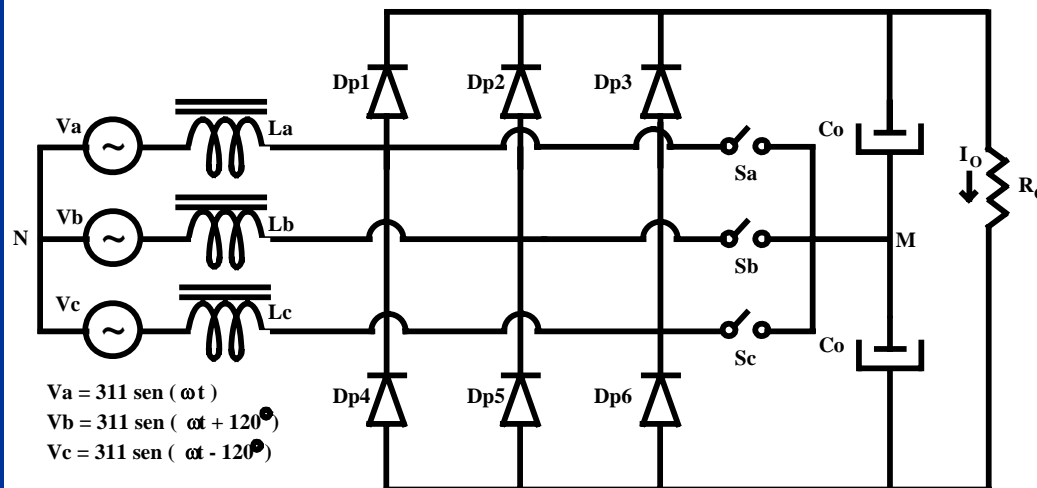 Dp1
Dp2
Dp3
Va
La
Co
Sa
I_O
Vb
Lb
N
Sb
M
Vc
Lc
Sc
Co
Va = 311 sen ( ωt )
Vb = 311 sen ( ωt + 120°)
Vc = 311 sen ( ωt - 120°)
Dp4
Dp5
Dp6